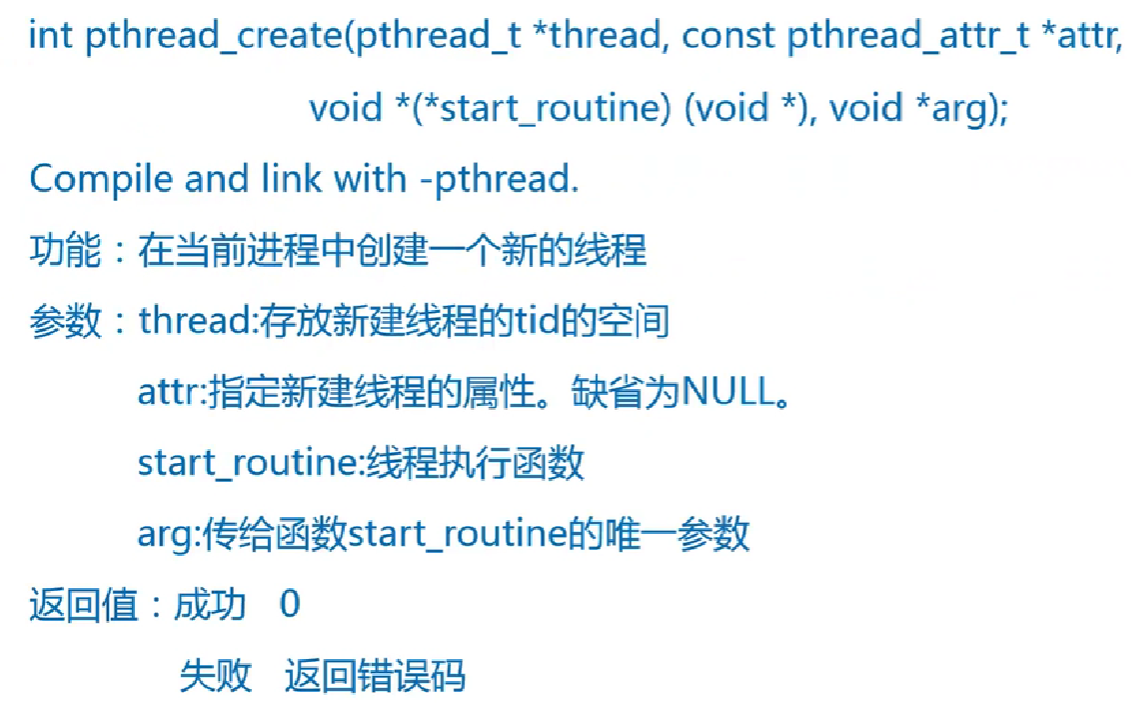 int pthread_create(pthread_t *thread, const pthread_attr_t *attr,
void *(*start_routine) (void *), void *arg);
Compile and link with -pthread.
功能：在当前进程中创建一个新的线程
参数：thread:存放新建线程的tid的空间
attr:指定新建线程的属性。缺省为NULL。
start_routine:线程执行函数
arg:传给函数start_routine的唯一参数
返回值：成功 0
失败 返回错误码